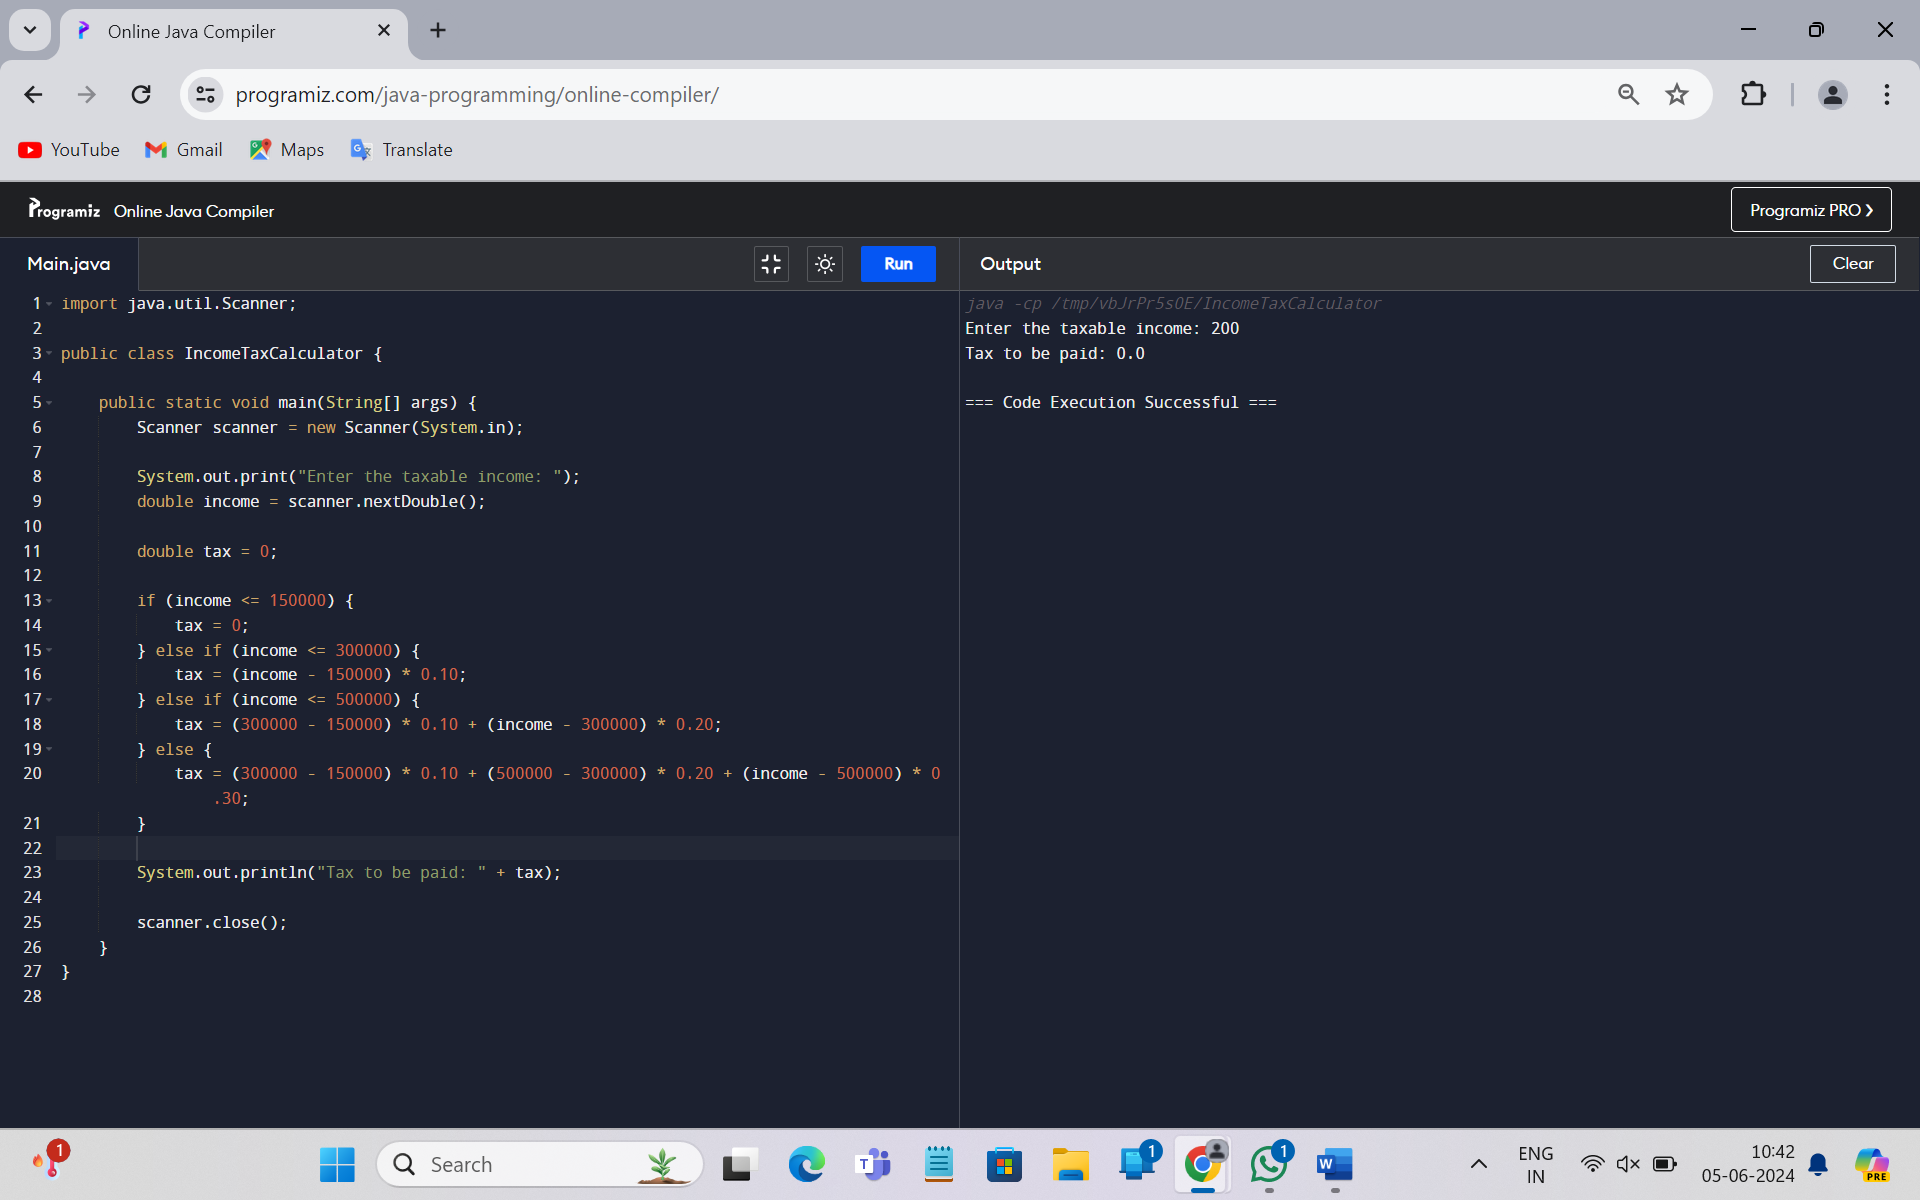 Online Java Compiler
programiz.com/java-programming/online-compiler/
YouTube Gmail Maps Translate
Programiz Online Java Compiler
Programiz PRO
Main.java
Run
Output
Clear
1 import java.util.Scanner;
2
3 public class IncomeTaxCalculator {
4
5 public static void main(String[] args) {
6 Scanner scanner = new Scanner(System.in);
7
8 System.out.print("Enter the taxable income: ");
9 double income = scanner.nextDouble();
10
11 double tax = 0;
12
13 if (income <= 150000) {
14 tax = 0;
15 } else if (income <= 300000) {
16 tax = (income - 150000) * 0.10;
17 } else if (income <= 500000) {
18 tax = (300000 - 150000) * 0.10 + (income - 300000) * 0.20;
19 } else {
20 tax = (300000 - 150000) * 0.10 + (500000 - 300000) * 0.20 + (income - 500000) * 0
.30;
21 }
22
23 System.out.println("Tax to be paid: " + tax);
24
25 scanner.close();
26 }
27 }
28
java -cp /tmp/vbJrPr5s0E/IncomeTaxCalculator
Enter the taxable income: 200
Tax to be paid: 0.0
=== Code Execution Successful ===
1
Search
T
1
1
W
ENG
IN
10:42
05-06-2024
PRE